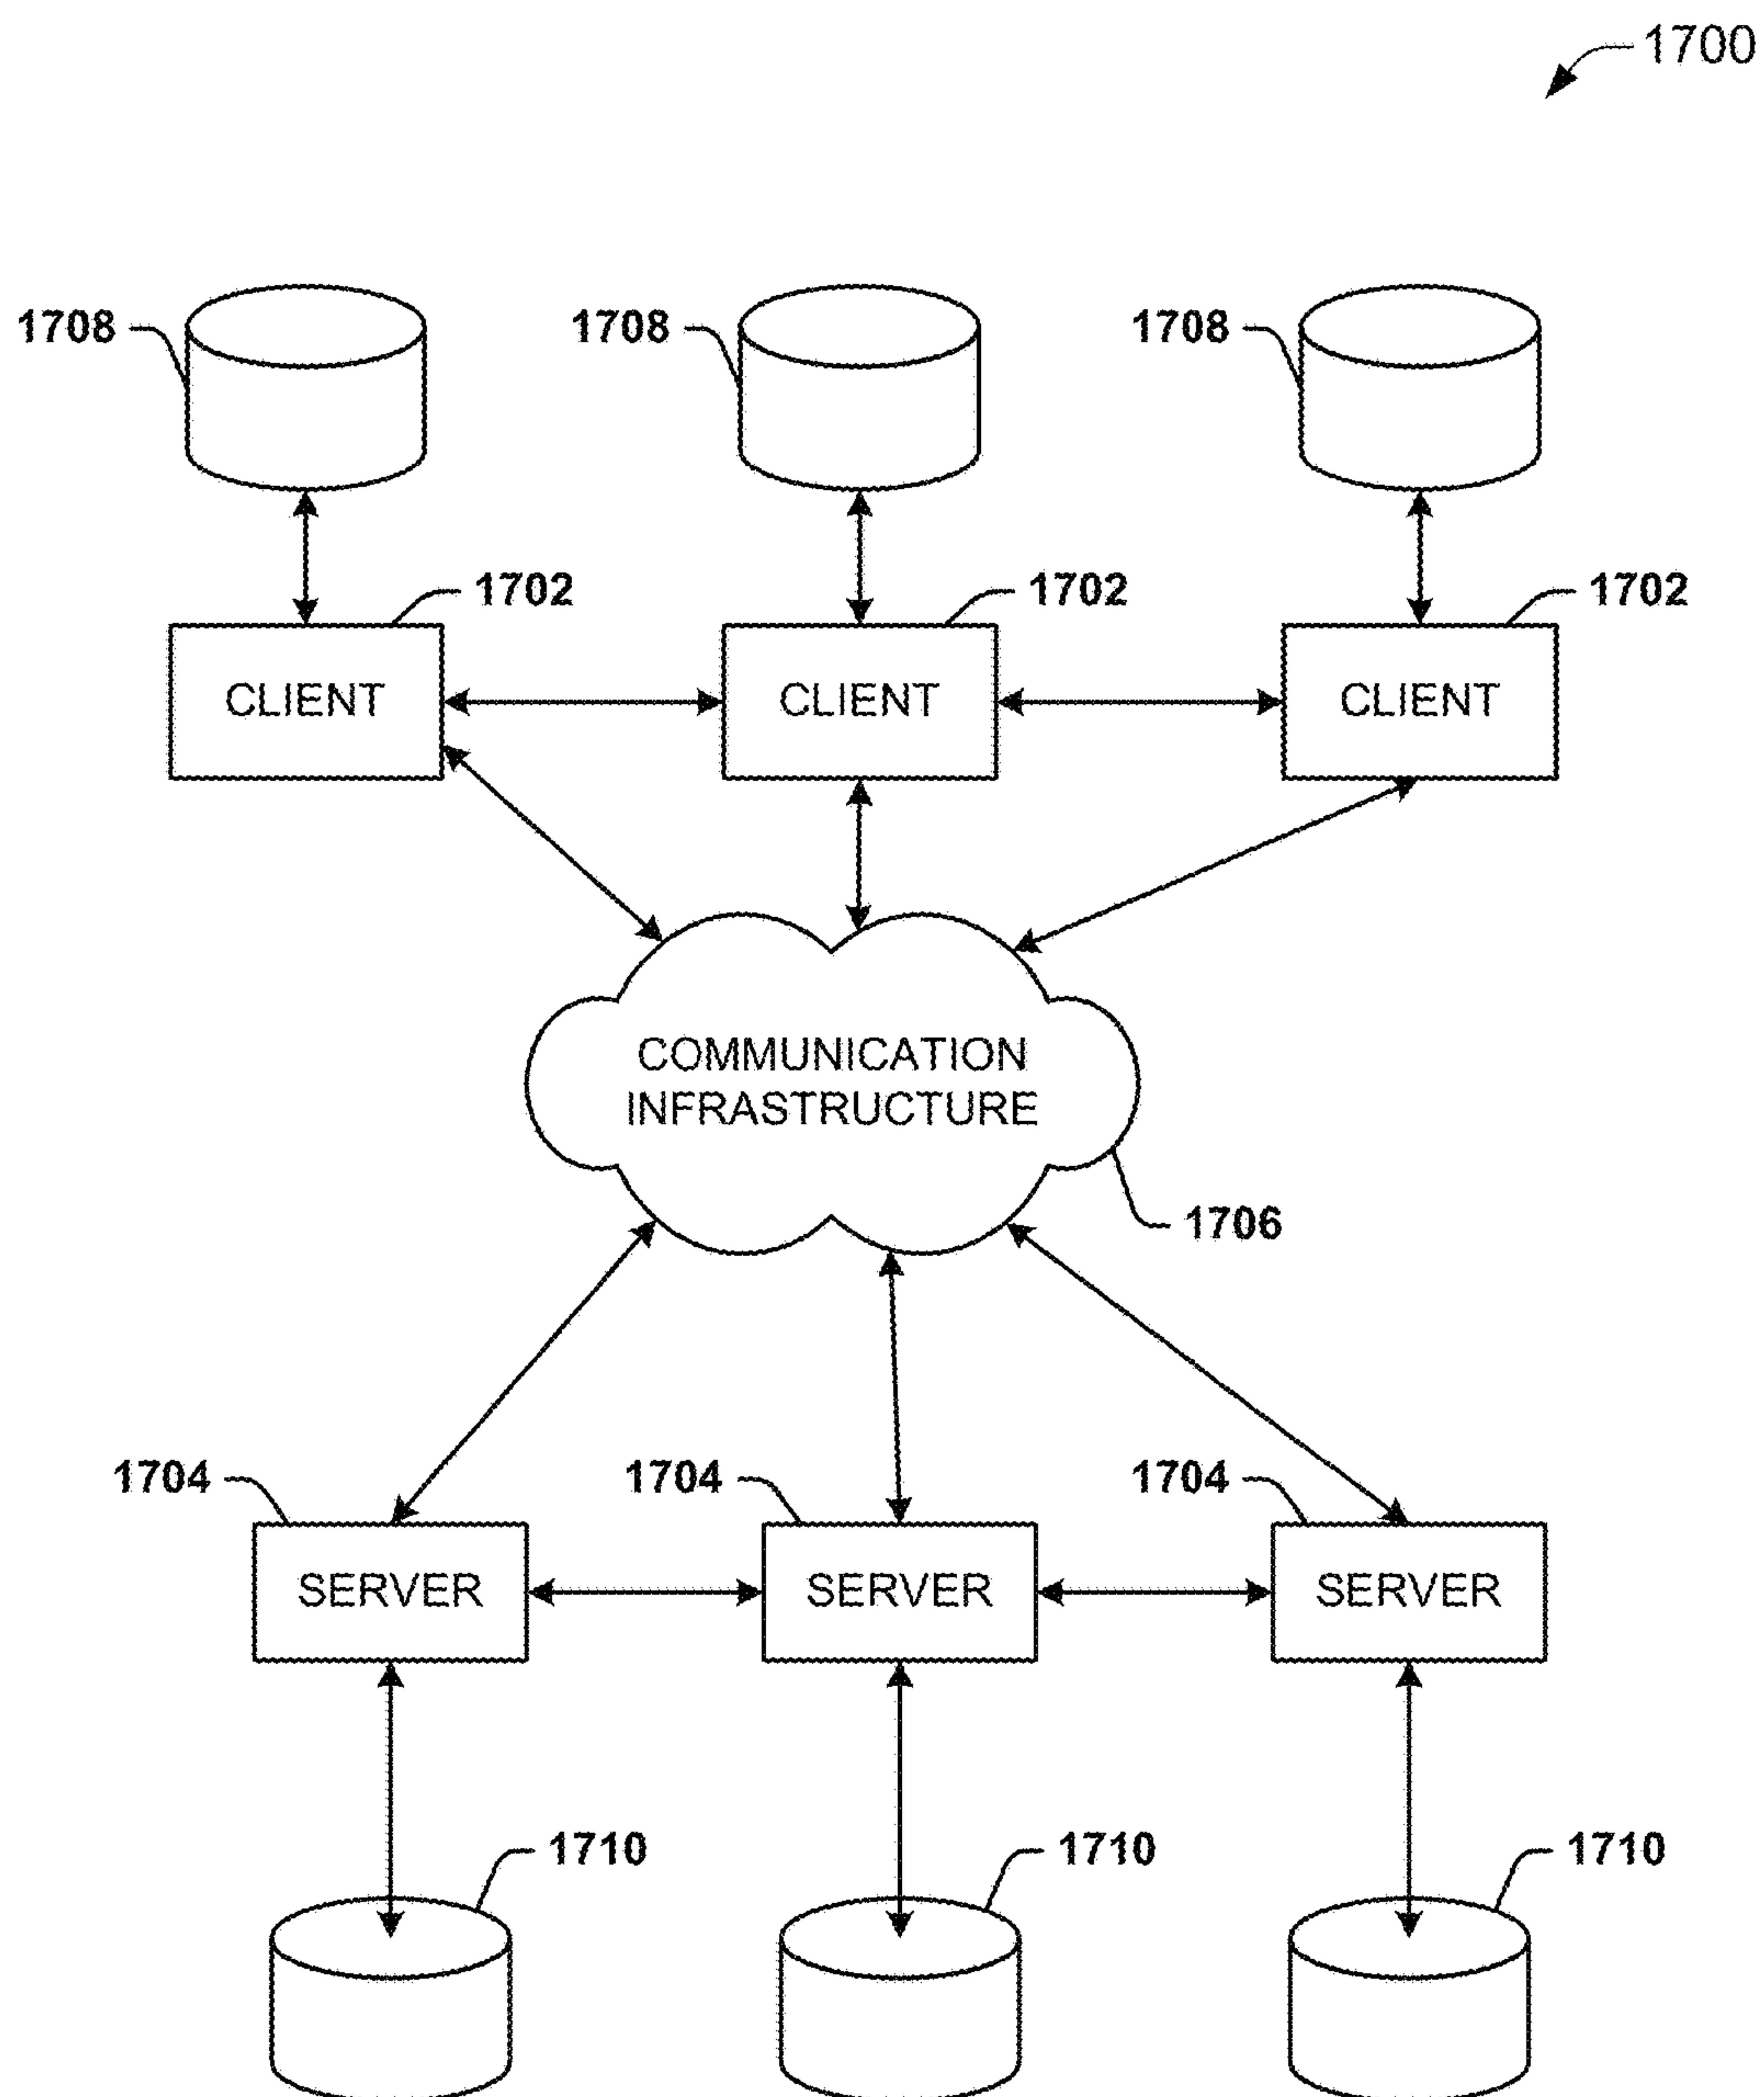 1700
1708 1708 1708
1702 1702 1702
CLIENT CLIENT CLIENT
COMMUNICATION
INFRASTRUCTURE
1706
1704 1704 1704
SERVER SERVER SERVER
1710 1710 1710